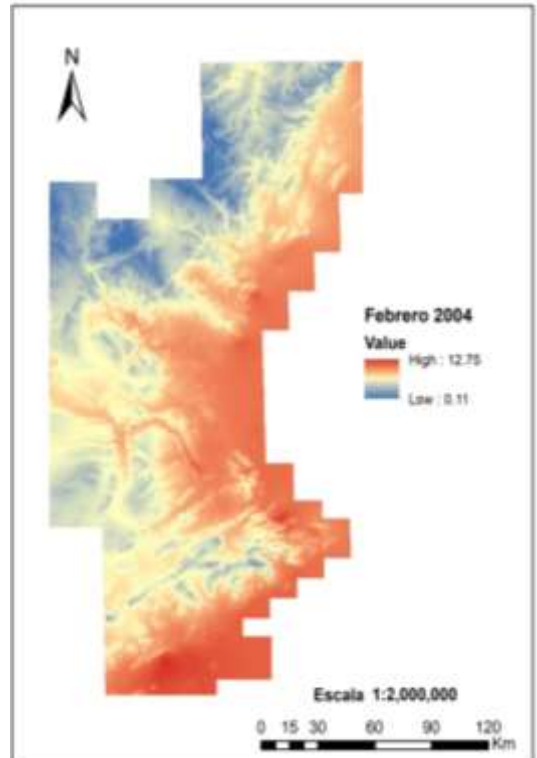 N
Febrero 2004
Value
High : 12.75
Low : 0.11
Escala 1:2,000,000
0 15 30 60 90 120
Km